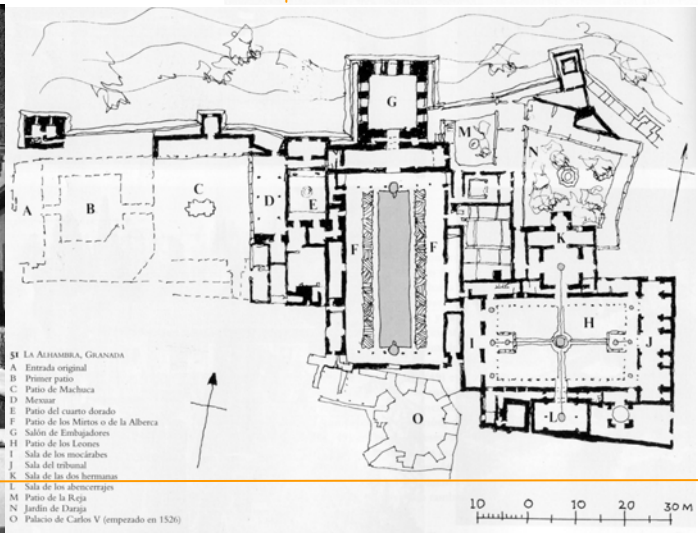 G
M
N
A
B
C
D
E
F
F
K
I
H
J
L
O
51 LA ALHAMBRA, GRANADA
A Entrada original
B Primer patio
C Patio de Machuca
D Mexuar
E Patio del cuarto dorado
F Patio de los Mirtos o de la Alberca
G Salón de Embajadores
H Patio de los Leones
I Sala de los mocárabes
J Sala del tribunal
K Sala de las dos hermanas
L Sala de los abencerrajes
M Patio de la Reja
N Jardín de Daraja
O Palacio de Carlos V (empezado en 1526)
10 0 10 20 30 M